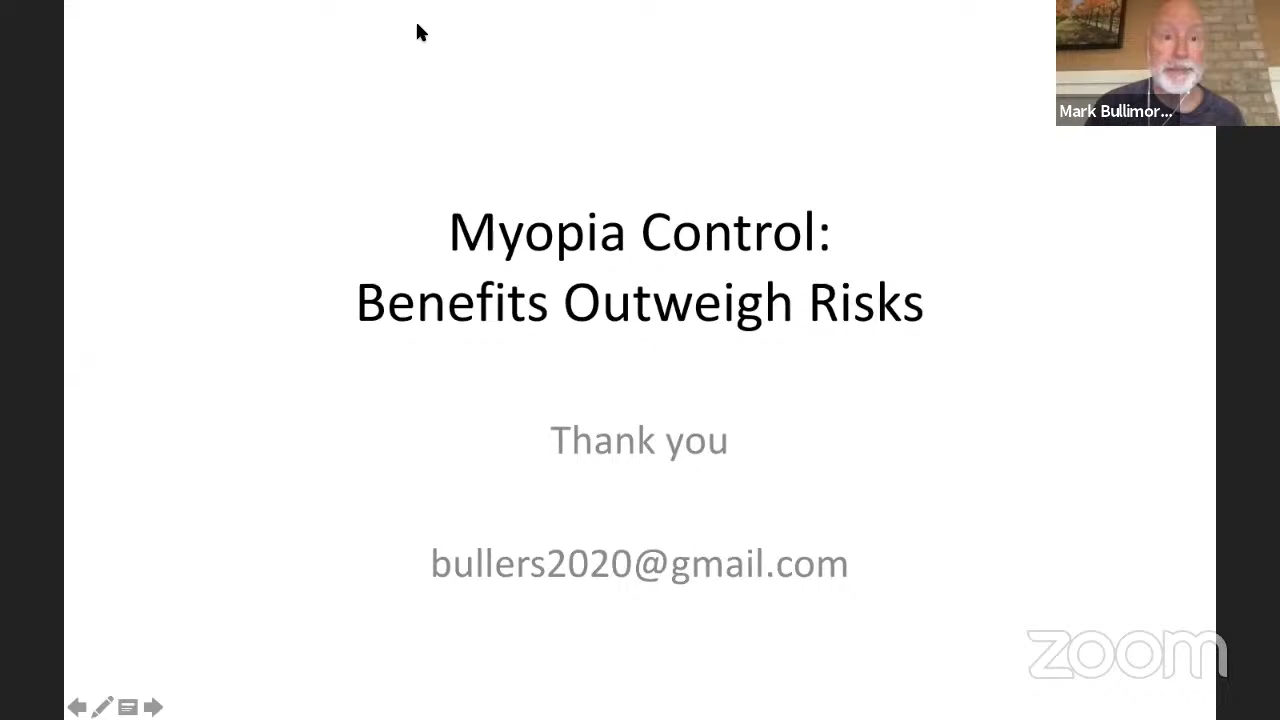 Mark Bullimor...
Myopia Control:
Benefits Outweigh Risks
Thank you
bullers2020@gmail.com
zoom